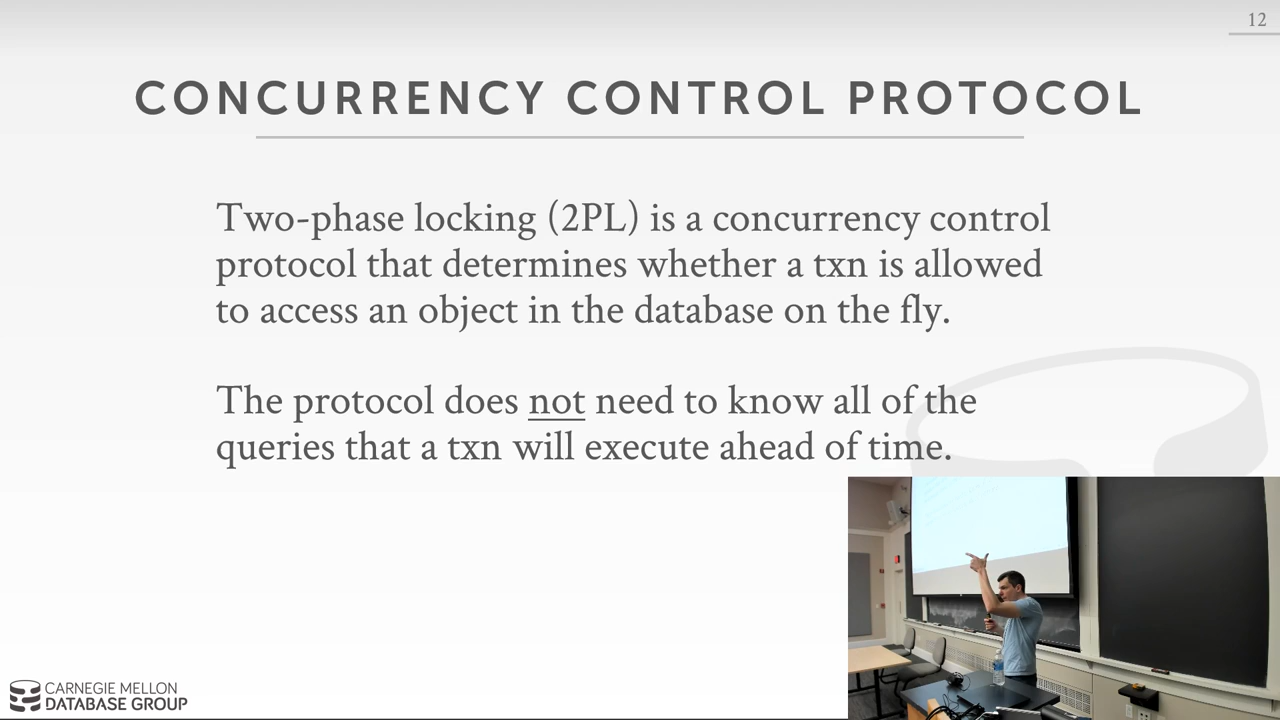 12
CONCURRENCY CONTROL PROTOCOL
Two-phase locking (2PL) is a concurrency control
protocol that determines whether a txn is allowed
to access an object in the database on the fly.
The protocol does not need to know all of the
queries that a txn will execute ahead of time.
CARNEGIE MELLON
DATABASE GROUP